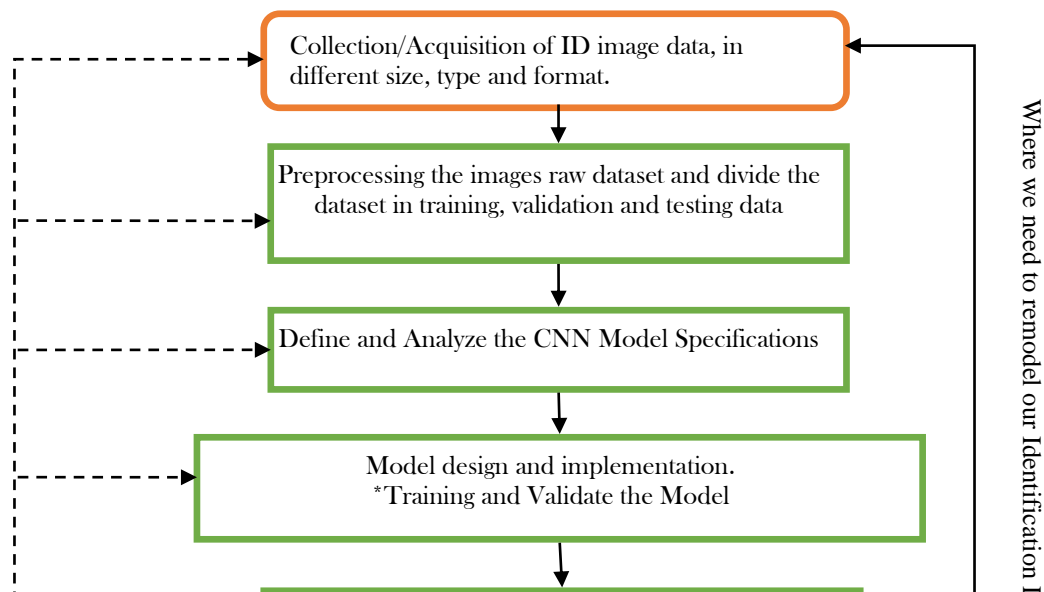 Collection/Acquisition of ID image data, in
different size, type and format.
Preprocessing the images raw dataset and divide the
dataset in training, validation and testing data
Define and Analyze the CNN Model Specifications
Model design and implementation.
*Training and Validate the Model
Where we need to remodel our Identification